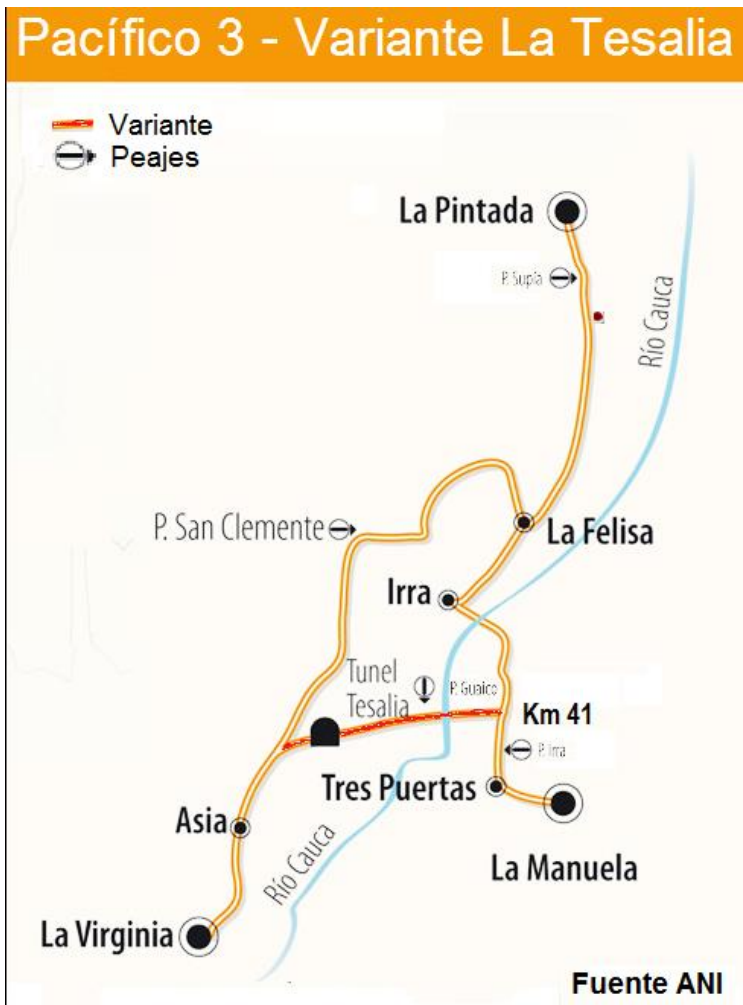 Pacífico 3 - Variante La Tesalia
Variante
Peajes
La Pintada
P. Supía
Río Cauca
P. San Clemente
La Felisa
Irra
Tunel
Tesalia
P. Guaico
Km 41
P. Irra
Tres Puertas
Asia
Río Cauca
La Manuela
La Virginia
Fuente ANI